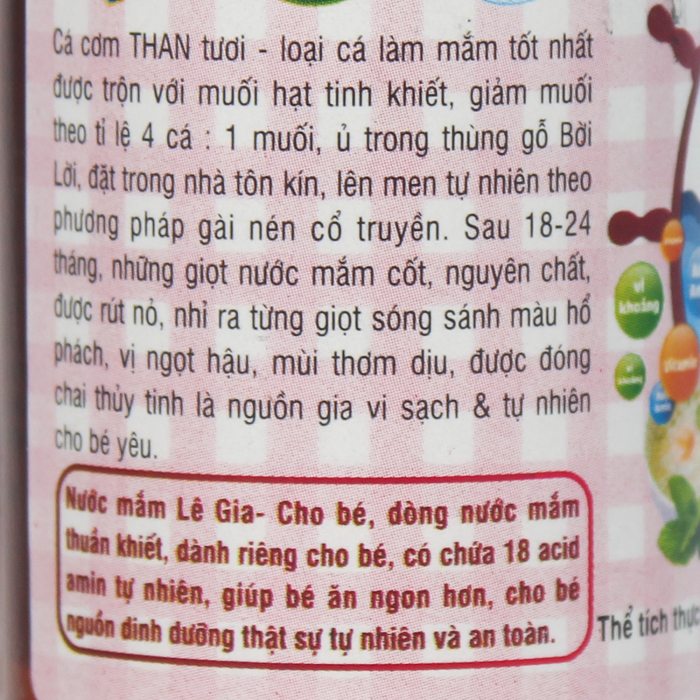 Cá cơm THAN tươi - loại cá làm mắm tốt nhất
được trộn với muối hạt tinh khiết, giảm muối
theo tỉ lệ 4 cá : 1 muối, ủ trong thùng gỗ Bời
Lời, đặt trong nhà tôn kín, lên men tự nhiên theo
phương pháp gài nén cổ truyền. Sau 18-24
tháng, những giọt nước mắm cốt, nguyên chất,
được rút nỏ, nhỉ ra từng giọt sóng sánh màu hổ
phách, vị ngọt hậu, mùi thơm dịu, được đóng
chai thủy tinh là nguồn gia vi sạch & tự nhiên
cho bé yêu.
Nước mắm Lê Gia- Cho bé, dòng nước mắm
thuần khiết, dành riêng cho bé, có chứa 18 acid
amin tự nhiên, giúp bé ăn ngon hơn, cho bé
nguồn dinh dưỡng thật sự tự nhiên và an toàn.
vi
khoáng
vitamin
Thể tích thực